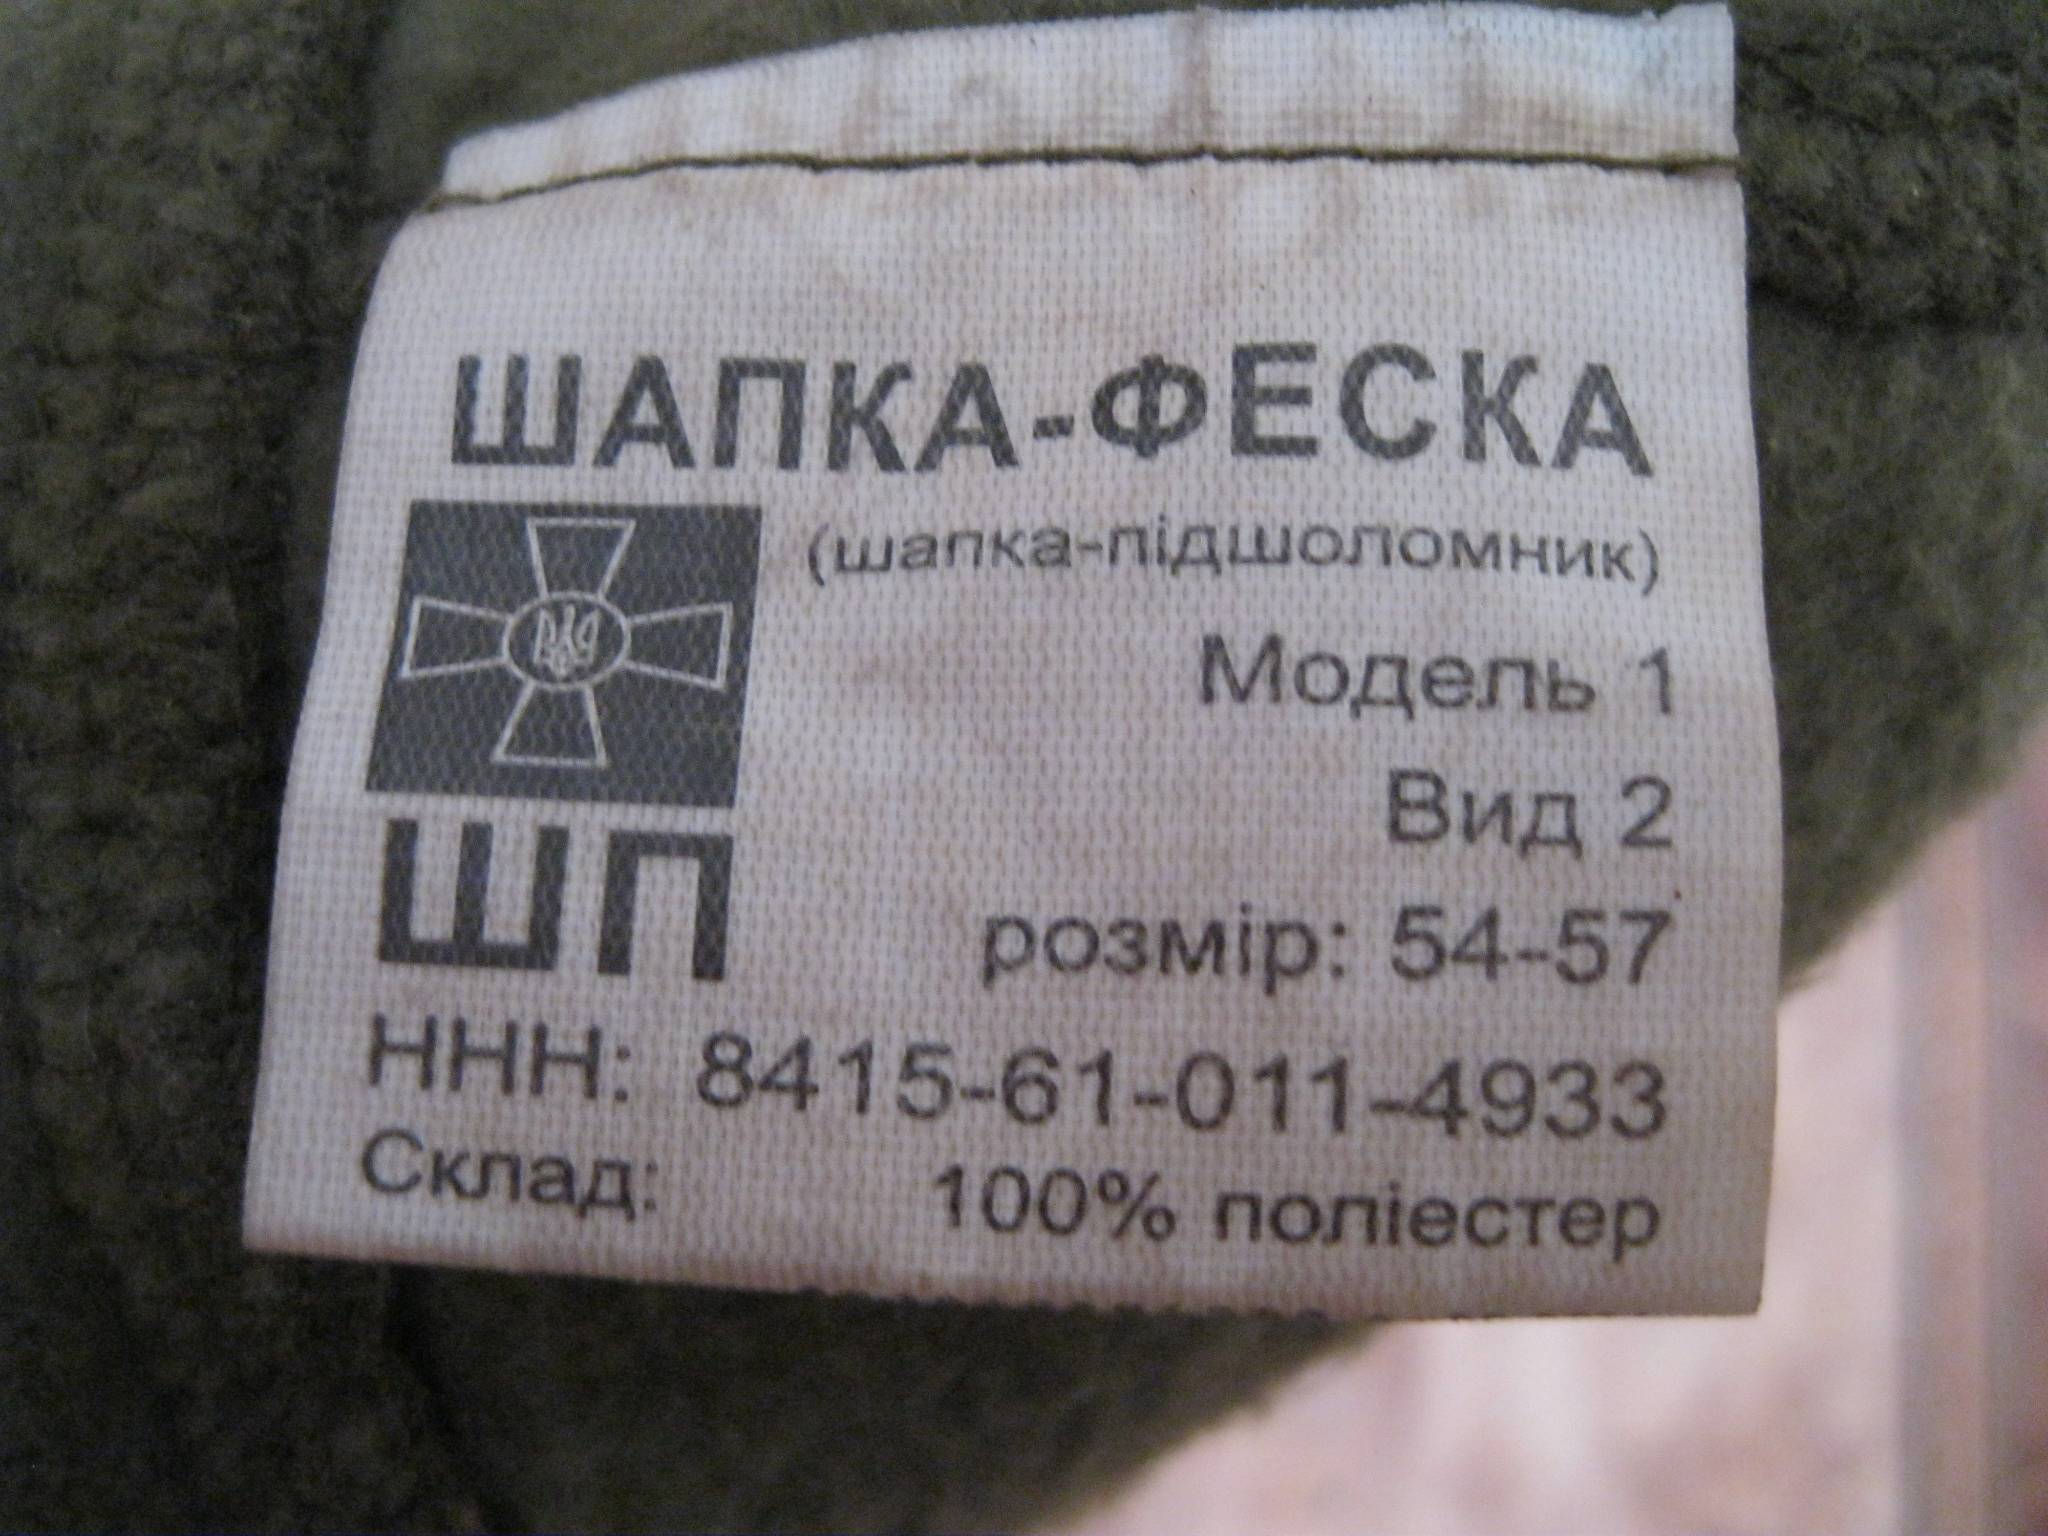 ШАПКА-ФЕСКА
(шапка-підшоломник)
Модель 1
Вид 2
ШП
розмір: 54-57
ННН: 8415-61-011-4933
Склад: 100% поліестер